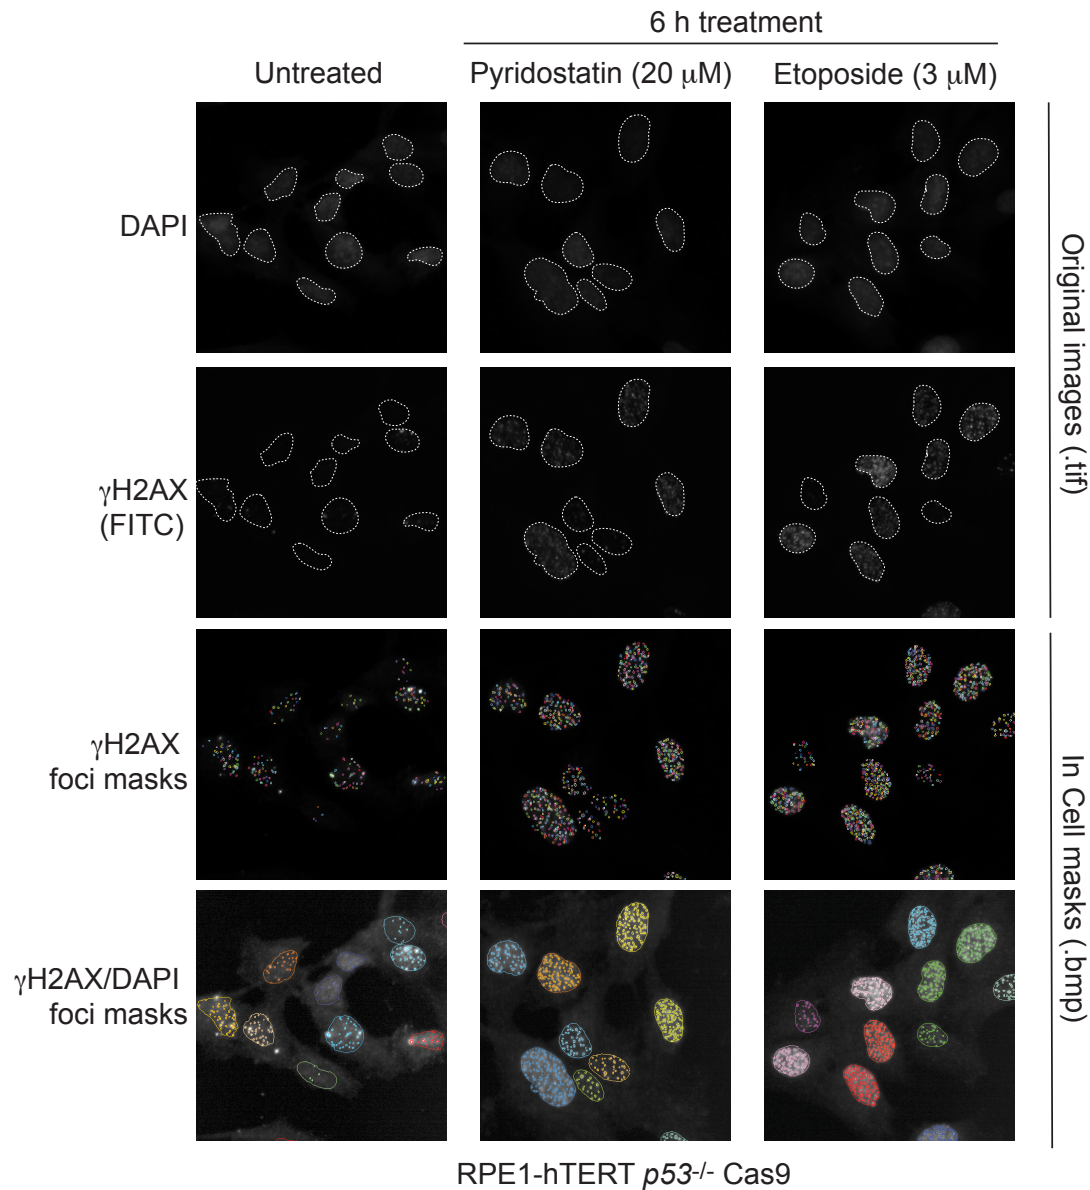 6 h treatment
Untreated
Pyridostatin (20 μM)
Etoposide (3 μM)
DAPI
γH2AX
(FITC)
Original images (.tif)
γH2AX
foci masks
γH2AX/DAPI
foci masks
In Cell masks (.bmp)
RPE1-hTERT p53-/- Cas9